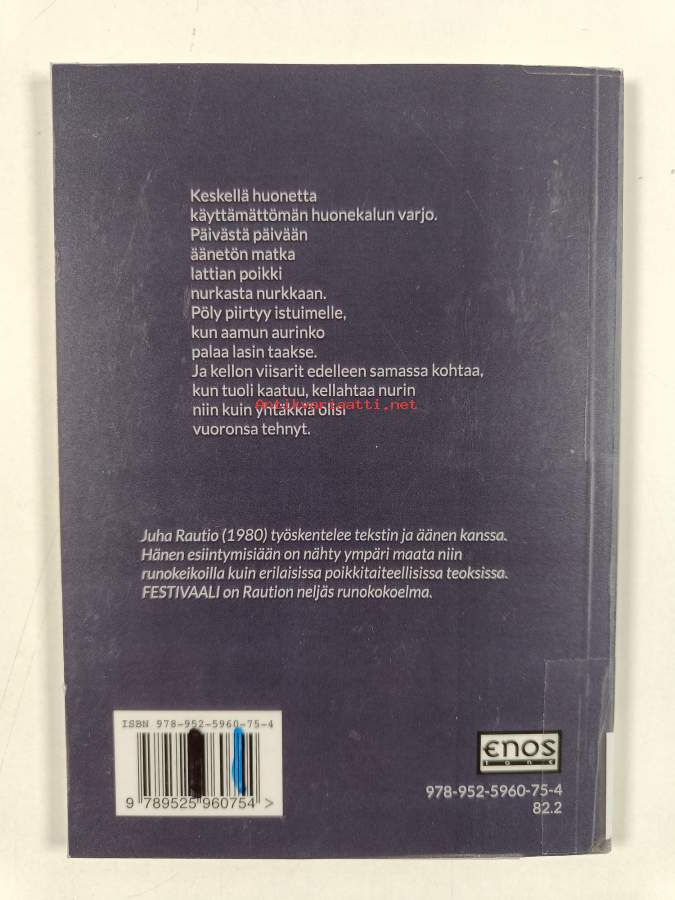 Keskellä huonetta
käyttämättömän huonekalun varjo.
Päivästä päivään
äänetön matka
lattian poikki
nurkasta nurkkaan.
Pöly piirtyy istuimelle,
kun aamun aurinko
palaa lasin taakse.
Ja kellon viisarit edelleen samassa kohtaa,
kun tuoli kaatuu, kellahtaa nurin
Antikvariaatti.net
niin kuin yhtäkkiä olisi
vuoronsa tehnyt.
Juha Rautio (1980) työskentelee tekstin ja äänen kanssa.
Hänen esiintymisiään on nähty ympäri maata niin
runokeikoilla kuin erilaisissa poikkitaiteellisissa teoksissa.
FESTIVAALI on Raution neljäs runokokoelma.
ISBN 978-952-5960-75-4
9 789525 960754 >
enos
tone
978-952-5960-75-4
82.2